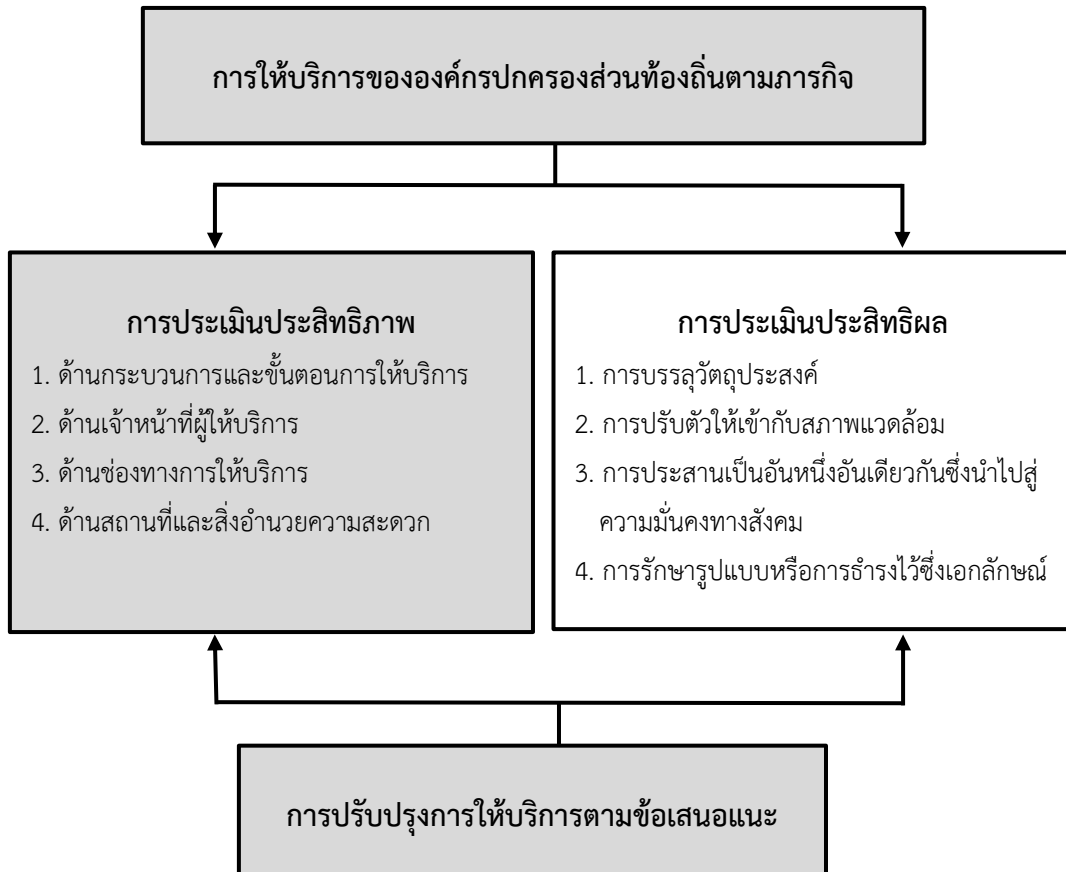 การให้บริการขององค์กรปกครองส่วนท้องถิ่นตามภารกิจ
การประเมินประสิทธิภาพ
1. ด้านกระบวนการและขั้นตอนการให้บริการ
2. ด้านเจ้าหน้าที่ผู้ให้บริการ
3. ด้านช่องทางการให้บริการ
4. ด้านสถานที่และสิ่งอำนวยความสะดวก
การประเมินประสิทธิผล
1. การบรรลุวัตถุประสงค์
2. การปรับตัวให้เข้ากับสภาพแวดล้อม
3. การประสานเป็นอันหนึ่งอันเดียวกันซึ่งนำไปสู่
ความมั่นคงทางสังคม
4. การรักษารูปแบบหรือการธำรงไว้ซึ่งเอกลักษณ์
การปรับปรุงการให้บริการตามข้อเสนอแนะ